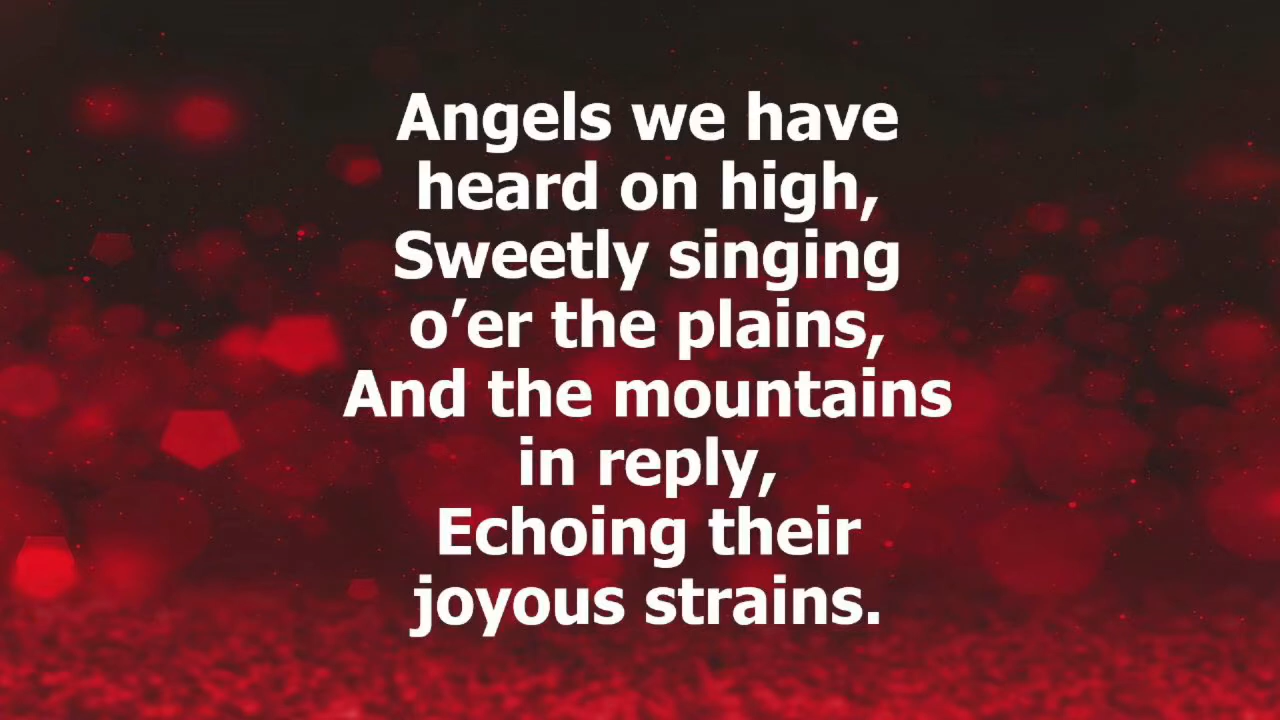 Angels we have
heard on high,
Sweetly singing
o’er the plains,
And the mountains
in reply,
Echoing their
joyous strains.